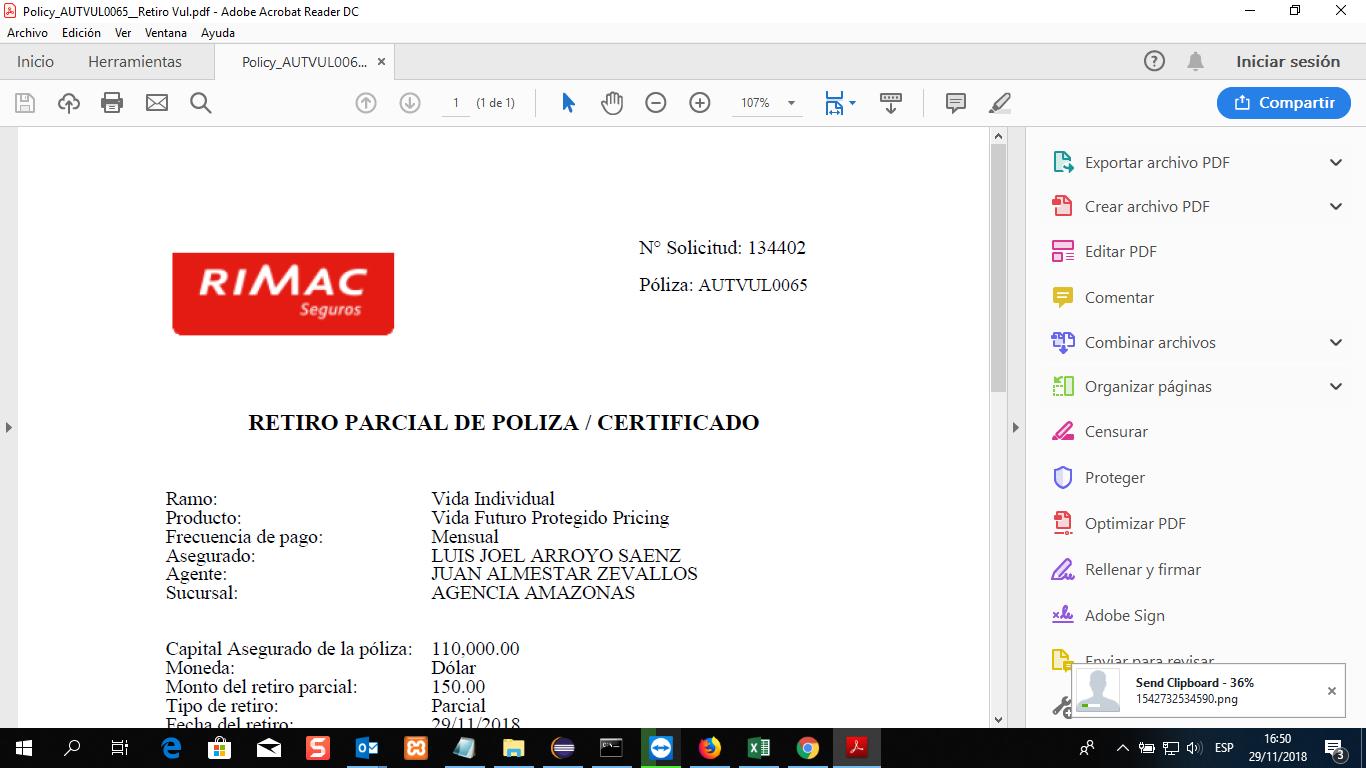 Policy_AUTVUL0065__Retiro Vul.pdf - Adobe Acrobat Reader DC
Archivo Edición Ver Ventana Ayuda
Inicio Herramientas Policy_AUTVUL006... × Iniciar sesión
1 (1 de 1) 107% Compartir
N° Solicitud: 134402
Póliza: AUTVUL0065
RIMAC
Seguros
RETIRO PARCIAL DE POLIZA / CERTIFICADO
Ramo: Vida Individual
Producto: Vida Futuro Protegido Pricing
Frecuencia de pago: Mensual
Asegurado: LUIS JOEL ARROYO SAENZ
Agente: JUAN ALMESTAR ZEVALLOS
Sucursal: AGENCIA AMAZONAS
Capital Asegurado de la póliza: 110,000.00
Moneda: Dólar
Monto del retiro parcial: 150.00
Tipo de retiro: Parcial
Fecha del retiro: 29/11/2018
Exportar archivo PDF
Crear archivo PDF
Editar PDF
Comentar
Combinar archivos
Organizar páginas
Censurar
Proteger
Optimizar PDF
Rellenar y firmar
Adobe Sign
Enviar para revisar
Send Clipboard - 36%
1542732534590.png
ESP
16:50
29/11/2018
3